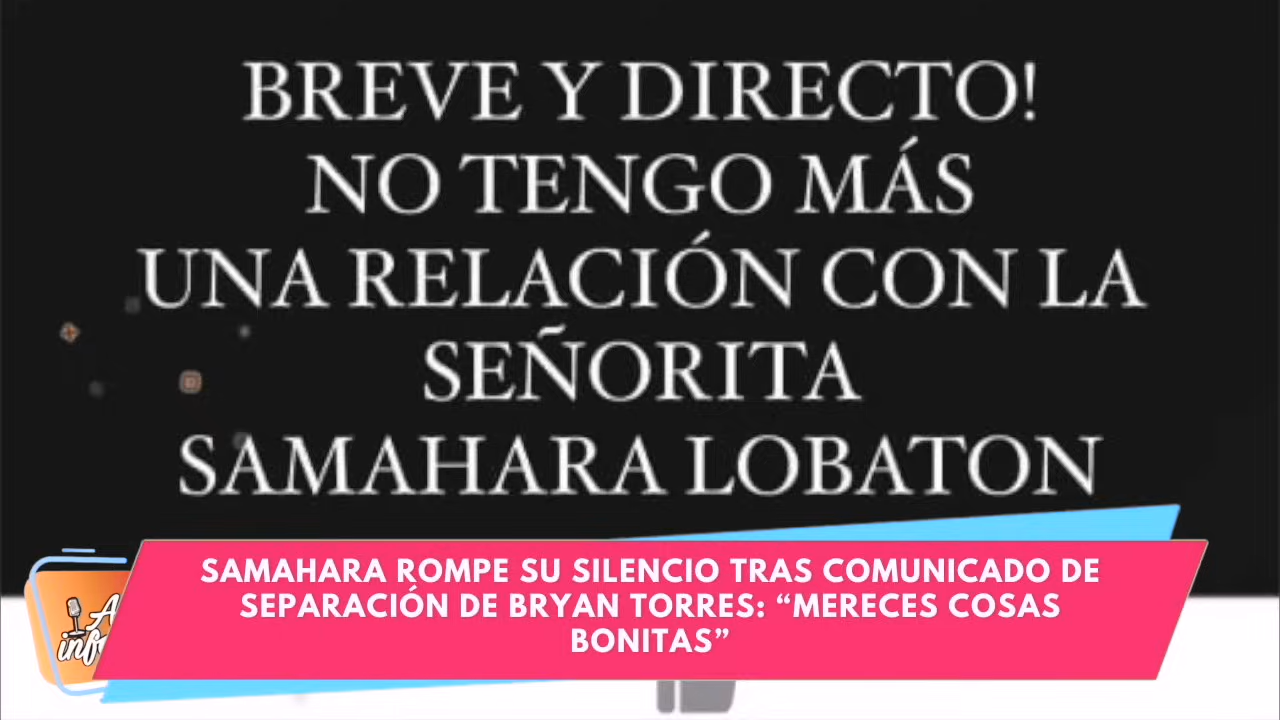 BREVE Y DIRECTO!
NO TENGO MÁS
UNA RELACIÓN CON LA
SEÑORITA
SAMAHARA LOBATON
SAMAHARA ROMPE SU SILENCIO TRAS COMUNICADO DE
SEPARACIÓN DE BRYAN TORRES: “MERECES COSAS
BONITAS”